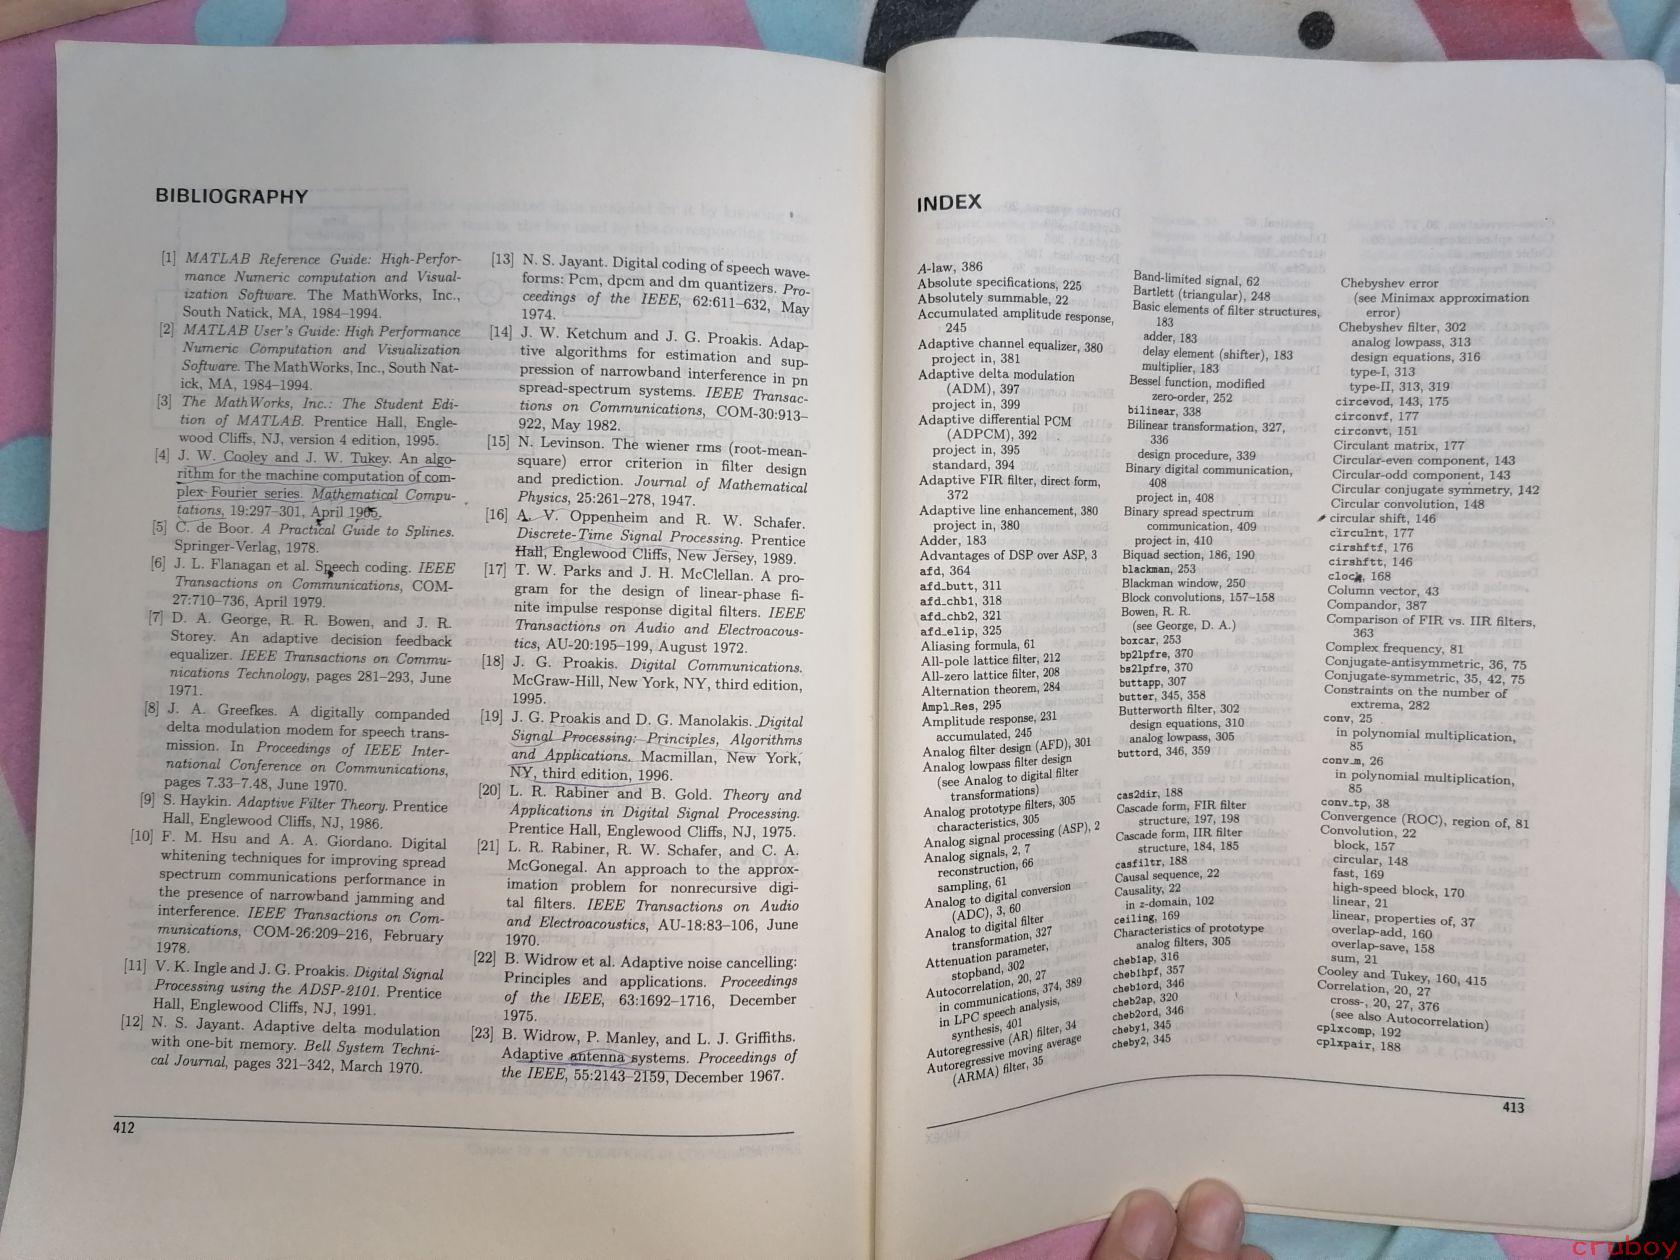 BIBLIOGRAPHY
[1] MATLAB Reference Guide: High-Perfor-
mance Numeric computation and Visual-
ization Software. The MathWorks, Inc.,
South Natick, MA, 1984–1994.
[2] MATLAB User's Guide: High Performance
Numeric Computation and Visualization
Software. The MathWorks, Inc., South Nat-
ick, MA, 1984–1994.
[3] The MathWorks, Inc.: The Student Edi-
tion of MATLAB. Prentice Hall, Engle-
wood Cliffs, NJ, version 4 edition, 1995.
[4] J. W. Cooley and J. W. Tukey. An algo-
rithm for the machine computation of com-
plex Fourier series. Mathematical Compu-
tations, 19:297–301, April 1965.
[5] C. de Boor. A Practical Guide to Splines.
Springer-Verlag, 1978.
[6] J. L. Flanagan et al. Speech coding. IEEE
Transactions on Communications, COM-
27:710–736, April 1979.
[7] D. A. George, R. R. Bowen, and J. R.
Storey. An adaptive decision feedback
equalizer. IEEE Transactions on Commu-
nications Technology, pages 281–293, June
1971.
[8] J. A. Greefkes. A digitally companded
delta modulation modem for speech trans-
mission. In Proceedings of IEEE Inter-
national Conference on Communications,
pages 7.33–7.48, June 1970.
[9] S. Haykin. Adaptive Filter Theory. Prentice
Hall, Englewood Cliffs, NJ, 1986.
[10] F. M. Hsu and A. A. Giordano. Digital
whitening techniques for improving spread
spectrum communications performance in
the presence of narrowband jamming and
interference. IEEE Transactions on Com-
munications, COM-26:209–216, February
1978.
[11] V. K. Ingle and J. G. Proakis. Digital Signal
Processing using the ADSP-2101. Prentice
Hall, Englewood Cliffs, NJ, 1991.
[12] N. S. Jayant. Adaptive delta modulation
with one-bit memory. Bell System Techni-
cal Journal, pages 321–342, March 1970.
[13] N. S. Jayant. Digital coding of speech wave-
forms: Pcm, dpcm and dm quantizers. Pro-
ceedings of the IEEE, 62:611–632, May
1974.
[14] J. W. Ketchum and J. G. Proakis. Adap-
tive algorithms for estimation and sup-
pression of narrowband interference in pn
spread-spectrum systems. IEEE Transac-
tions on Communications, COM-30:913–
922, May 1982.
[15] N. Levinson. The wiener rms (root-mean-
square) error criterion in filter design
and prediction. Journal of Mathematical
Physics, 25:261–278, 1947.
[16] A. V. Oppenheim and R. W. Schafer.
Discrete-Time Signal Processing. Prentice
Hall, Englewood Cliffs, New Jersey, 1989.
[17] T. W. Parks and J. H. McClellan. A pro-
gram for the design of linear-phase fi-
nite impulse response digital filters. IEEE
Transactions on Audio and Electroacous-
tics, AU-20:195–199, August 1972.
[18] J. G. Proakis. Digital Communications.
McGraw-Hill, New York, NY, third edition,
1995.
[19] J. G. Proakis and D. G. Manolakis. Digital
Signal Processing: Principles, Algorithms
and Applications. Macmillan, New York,
NY, third edition, 1996.
[20] L. R. Rabiner and B. Gold. Theory and
Applications in Digital Signal Processing.
Prentice Hall, Englewood Cliffs, NJ, 1975.
[21] L. R. Rabiner, R. W. Schafer, and C. A.
McGonegal. An approach to the approx-
imation problem for nonrecursive digi-
tal filters. IEEE Transactions on Audio
and Electroacoustics, AU-18:83–106, June
1970.
[22] B. Widrow et al. Adaptive noise cancelling:
Principles and applications. Proceedings
of the IEEE, 63:1692–1716, December
1975.
[23] B. Widrow, P. Manley, and L. J. Griffiths.
Adaptive antenna systems. Proceedings of
the IEEE, 55:2143–2159, December 1967.
412
INDEX
A-law, 386
Absolute specifications, 225
Absolutely summable, 22
Accumulated amplitude response,
245
Adaptive channel equalizer, 380
project in, 381
Adaptive delta modulation
(ADM), 397
project in, 399
Adaptive differential PCM
(ADPCM), 392
project in, 395
standard, 394
Adaptive FIR filter, direct form,
372
Adaptive line enhancement, 380
project in, 380
Adder, 183
Advantages of DSP over ASP, 3
afd, 364
afd_butt, 311
afd_chb1, 318
afd_chb2, 321
afd_elip, 325
Aliasing formula, 61
All-pole lattice filter, 212
All-zero lattice filter, 208
Alternation theorem, 284
Ampl_Res, 295
Amplitude response, 231
accumulated, 245
Analog filter design (AFD), 301
Analog lowpass filter design
(see Analog to digital filter
transformations)
Analog prototype filters, 305
characteristics, 305
Analog signal processing (ASP), 2
Analog signals, 2, 7
reconstruction, 66
sampling, 61
Analog to digital conversion
(ADC), 3, 60
Analog to digital filter
transformation, 327
Attenuation parameter,
stopband, 302
Autocorrelation, 20, 27
in communications, 374, 389
in LPC speech analysis,
synthesis, 401
Autoregressive (AR) filter, 34
Autoregressive moving average
(ARMA) filter, 35
Band-limited signal, 62
Bartlett (triangular), 248
Basic elements of filter structures,
183
adder, 183
delay element (shifter), 183
multiplier, 183
Bessel function, modified
zero-order, 252
bilinear, 338
Bilinear transformation, 327,
336
design procedure, 339
Binary digital communication,
408
project in, 408
Binary spread spectrum
communication, 409
project in, 410
Biquad section, 186, 190
blackman, 253
Blackman window, 250
Block convolutions, 157–158
Bowen, R. R.
(see George, D. A.)
boxcar, 253
bp2lpfre, 370
bs2lpfre, 370
buttapp, 307
butter, 345, 358
Butterworth filter, 302
design equations, 310
analog lowpass, 305
buttord, 346, 359
cas2dir, 188
Cascade form, FIR filter
structure, 197, 198
Cascade form, IIR filter
structure, 184, 185
casfiltr, 188
Causal sequence, 22
Causality, 22
in z-domain, 102
ceiling, 169
Characteristics of prototype
analog filters, 305
cheb1ap, 316
cheb1hpf, 357
cheb1ord, 346
cheb2ap, 320
cheb2ord, 346
cheby1, 345
cheby2, 345
Chebyshev error
(see Minimax approximation
error)
Chebyshev filter, 302
analog lowpass, 313
design equations, 316
type-I, 313
type-II, 313, 319
circevod, 143, 175
circonvf, 177
circonvt, 151
Circulant matrix, 177
Circular-even component, 143
Circular-odd component, 143
Circular conjugate symmetry, 142
Circular convolution, 148
circular shift, 146
circulnt, 177
cirshftf, 176
cirshftt, 146
clock, 168
Column vector, 43
Compandor, 387
Comparison of FIR vs. IIR filters,
363
Complex frequency, 81
Conjugate-antisymmetric, 36, 75
Conjugate-symmetric, 35, 42, 75
Constraints on the number of
extrema, 282
conv, 25
in polynomial multiplication,
85
conv_m, 26
in polynomial multiplication,
85
conv_tp, 38
Convergence (ROC), region of, 81
Convolution, 22
block, 157
circular, 148
fast, 169
high-speed block, 170
linear, 21
linear, properties of, 37
overlap-add, 160
overlap-save, 158
sum, 21
Cooley and Tukey, 160, 415
Correlation, 20, 27
cross-, 20, 27, 376
(see also Autocorrelation)
cplxcomp, 192
cplxpair, 188
413
cruboy